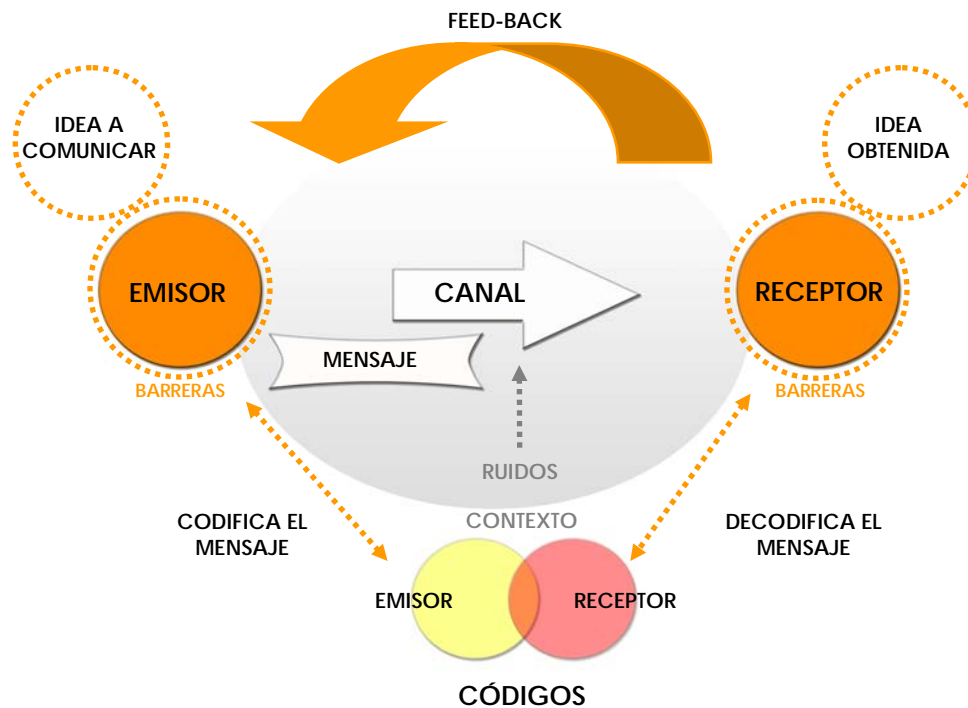 FEED-BACK
IDEA A
COMUNICAR
IDEA
OBTENIDA
EMISOR
CANAL
RECEPTOR
MENSAJE
BARRERAS
BARRERAS
RUIDOS
CONTEXTO
CODIFICA EL
MENSAJE
DECODIFICA EL
MENSAJE
EMISOR
RECEPTOR
CÓDIGOS